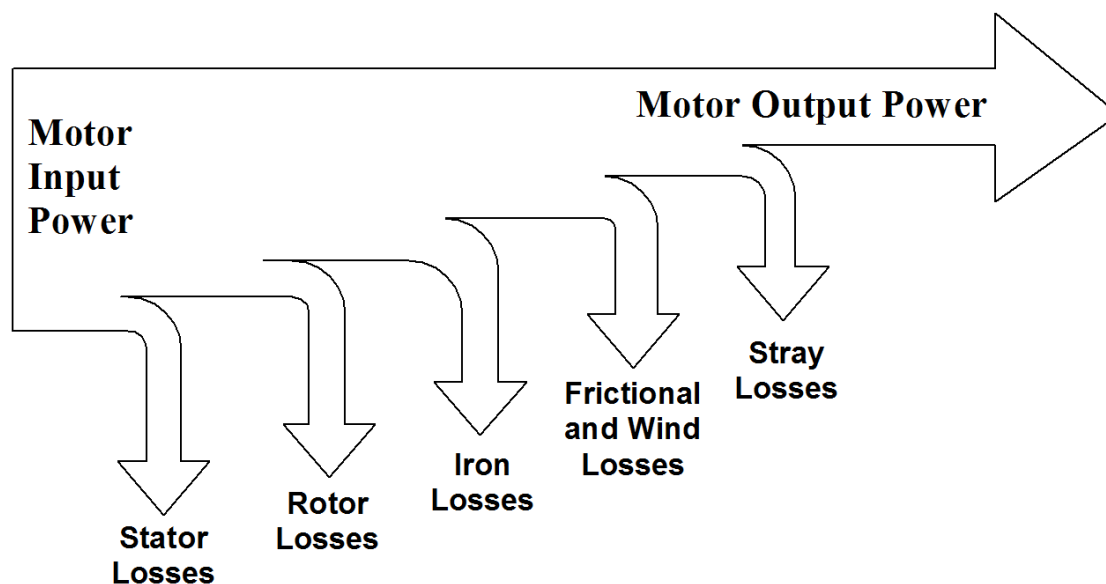 Motor
Input
Power
Motor Output Power
Stator
Losses
Rotor
Losses
Iron
Losses
Frictional
and Wind
Losses
Stray
Losses